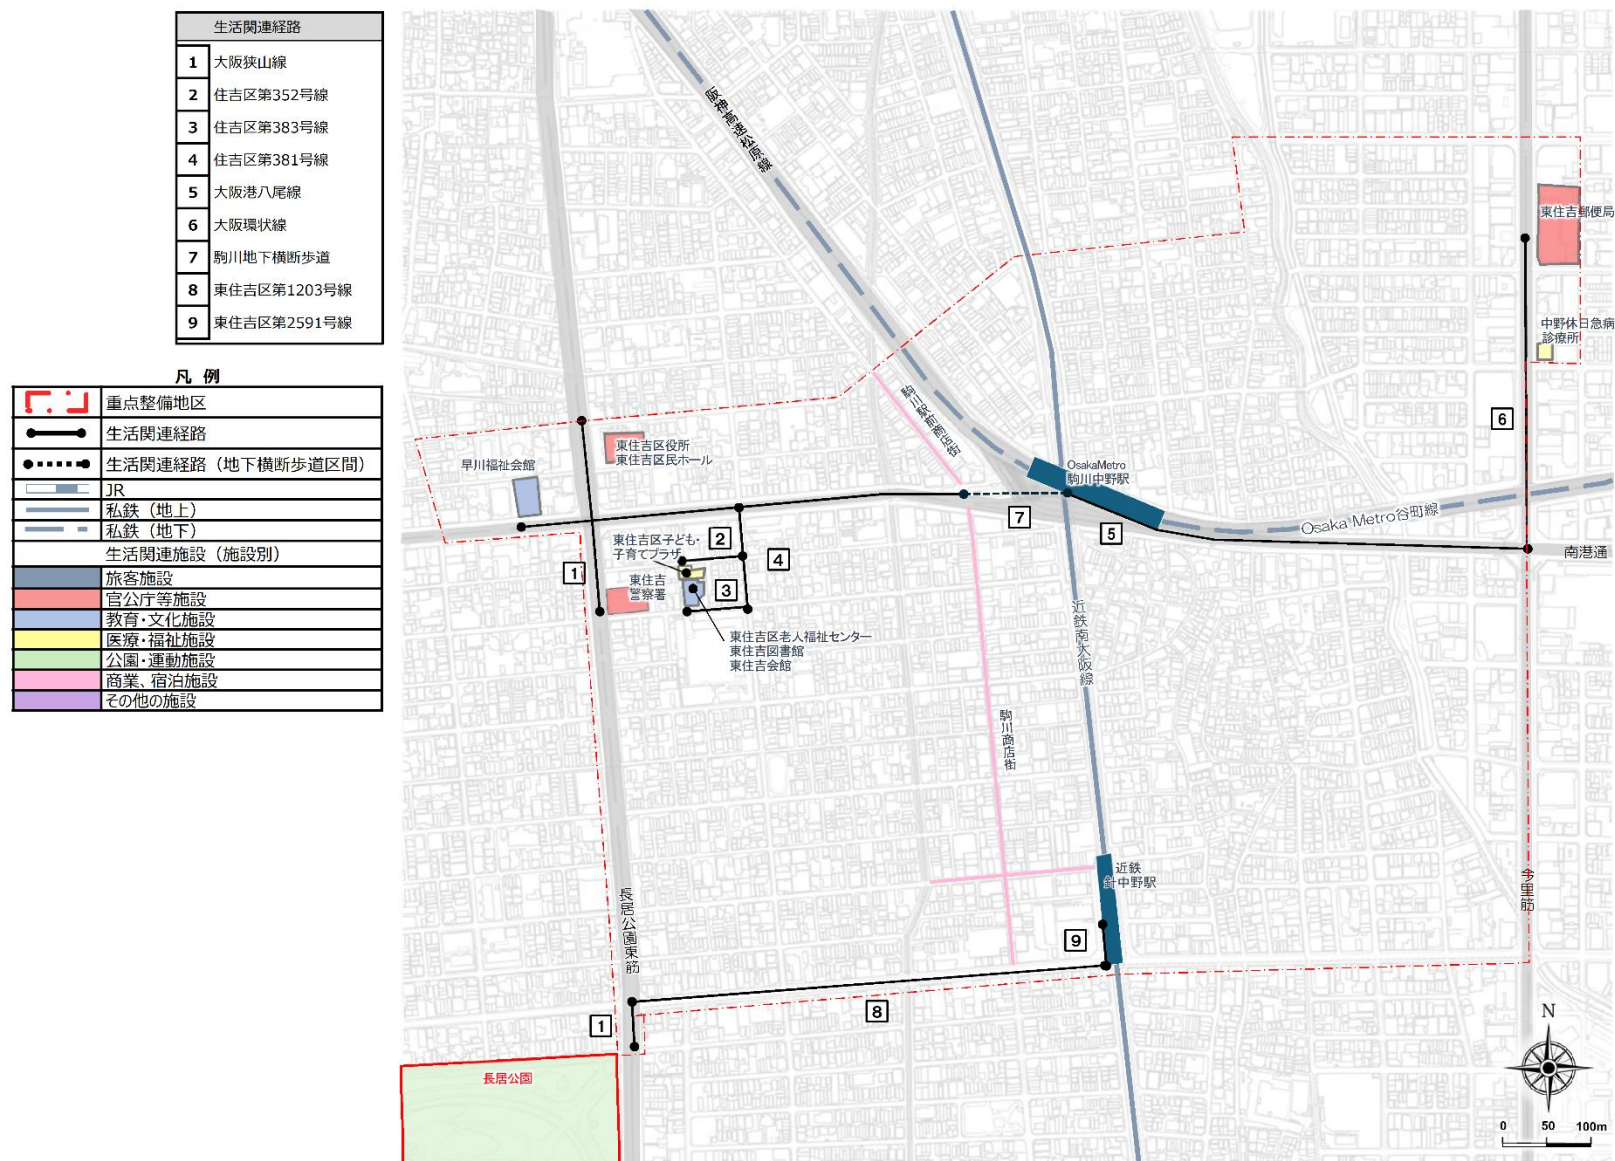 生活関連経路
1 大阪狭山線
2 住吉区第352号線
3 住吉区第383号線
4 住吉区第381号線
5 大阪港八尾線
6 大阪環状線
7 駒川地下横断歩道
8 東住吉区第1203号線
9 東住吉区第2591号線
凡 例
重点整備地区
生活関連経路
生活関連経路（地下横断歩道区間）
JR
私鉄（地上）
私鉄（地下）
生活関連施設（施設別）
旅客施設
官公庁等施設
教育・文化施設
医療・福祉施設
公園・運動施設
商業、宿泊施設
その他の施設
阪神高速松原線
東住吉郵便局
中野休日急病
診療所
駒川駅前商店街
6
東住吉区役所
東住吉区民ホール
早川福祉会館
OsakaMetro
駒川中野駅
7
5
Osaka Metro谷町線
南港通
2
4
東住吉区子ども・
子育てプラザ
1
東住吉
警察署
3
東住吉区老人福祉センター
東住吉図書館
東住吉会館
近鉄南大阪線
駒川商店街
近鉄
針中野駅
今里筋
長居公園東筋
9
8
1
長居公園
N
0 50 100m